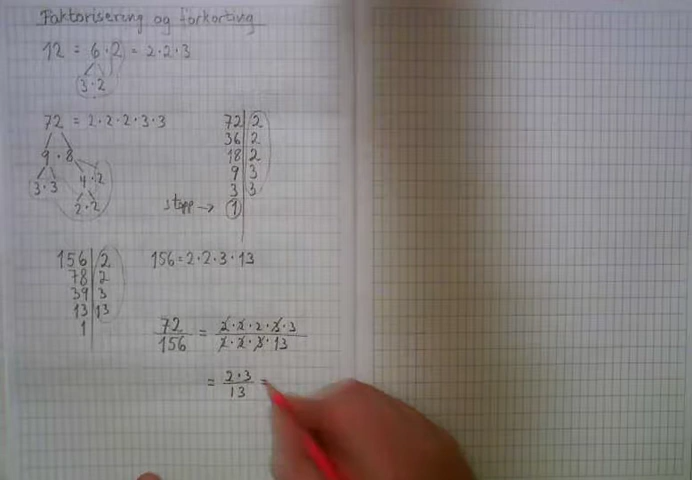 Faktorisering og forkorting
12 = 6 · 2 = 2 · 2 · 3
3 · 2
72 = 2 · 2 · 2 · 3 · 3
9 · 8
3 · 3 4 · 2
2 · 2
72 | 2
36 | 2
18 | 2
9 | 3
3 | 3
stopp → 1
156 | 2
78 | 2
39 | 3
13 | 13
1
156 = 2 · 2 · 3 · 13
72 = 2 · 2 · 2 · 3 · 3
156 2 · 2 · 3 · 13
= 2 · 3 =
13